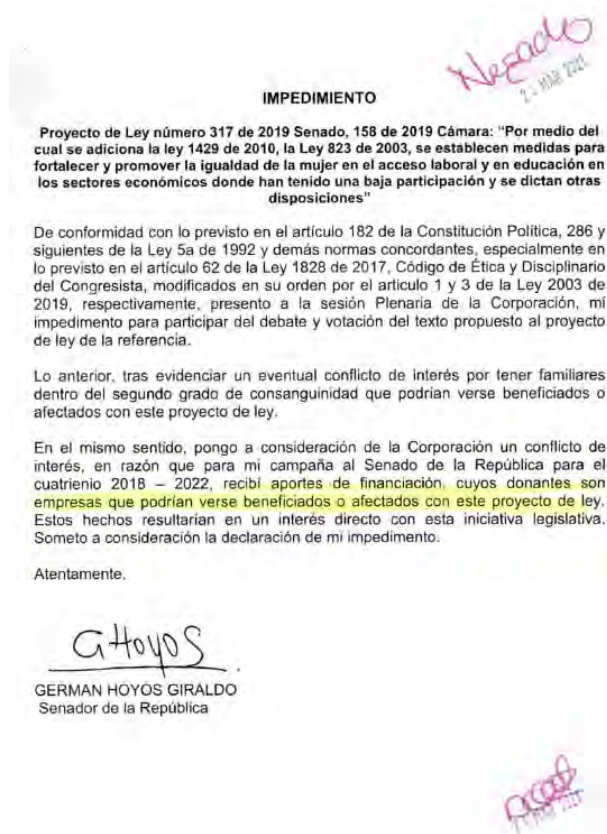 Negado
MAR 202
IMPEDIMIENTO
Proyecto de Ley número 317 de 2019 Senado, 158 de 2019 Cámara: "Por medio del
cual se adiciona la ley 1429 de 2010, la Ley 823 de 2003, se establecen medidas para
fortalecer y promover la igualdad de la mujer en el acceso laboral y en educación en
los sectores económicos donde han tenido una baja participación y se dictan otras
disposiciones"
De conformidad con lo previsto en el artículo 182 de la Constitución Política, 286 y
siguientes de la Ley 5a de 1992 y demás normas concordantes, especialmente en
lo previsto en el artículo 62 de la Ley 1828 de 2017, Código de Ética y Disciplinario
del Congresista, modificados en su orden por el articulo 1 y 3 de la Ley 2003 de
2019, respectivamente, presento a la sesión Plenaria de la Corporación, mi
impedimento para participar del debate y votación del texto propuesto al proyecto
de ley de la referencia.
Lo anterior, tras evidenciar un eventual conflicto de interés por tener familiares
dentro del segundo grado de consanguinidad que podrían verse beneficiados o
afectados con este proyecto de ley.
En el mismo sentido, pongo a consideración de la Corporación un conflicto de
interés, en razón que para mi campaña al Senado de la República para el
cuatrienio 2018 – 2022, recibí aportes de financiación, cuyos donantes son
empresas que podrían verse beneficiados o afectados con este proyecto de ley.
Estos hechos resultarían en un interés directo con esta iniciativa legislativa.
Someto a consideración la declaración de mi impedimento.
Atentamente.
GHoyos
GERMAN HOYOS GIRALDO
Senador de la República